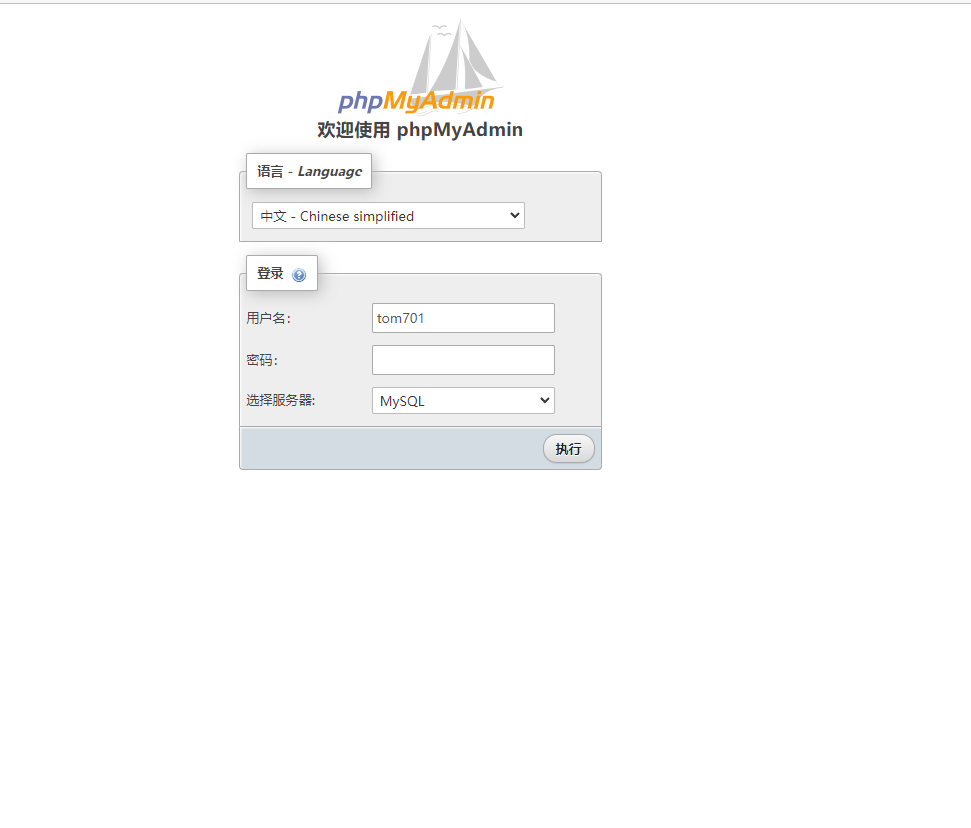 phpMyAdmin
欢迎使用 phpMyAdmin
语言 - Language
中文 - Chinese simplified
登录
用户名：
tom701
密码：
选择服务器:
MySQL
执行